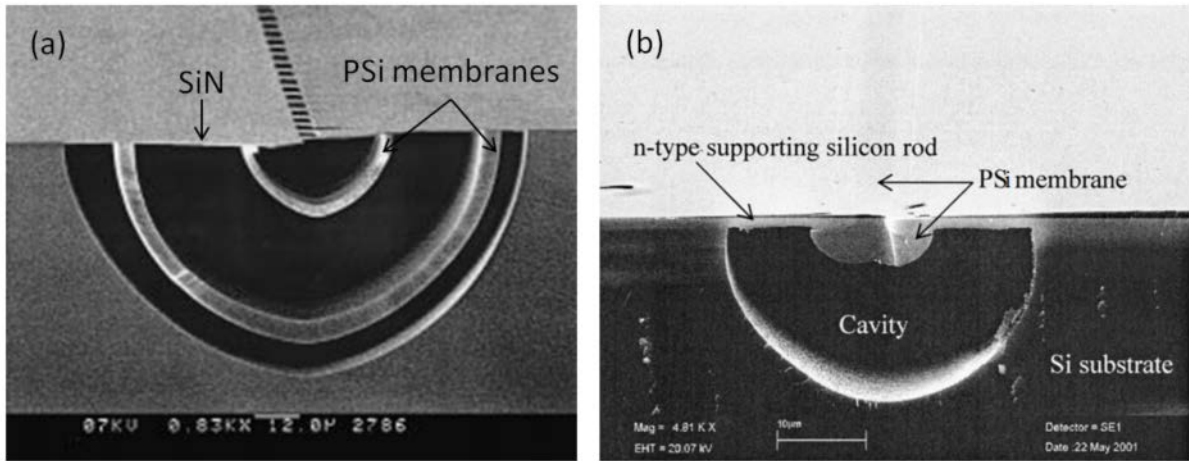 (a)
SiN
PSi membranes
07KV 0.83KX 12.0µ 2786
(b)
n-type supporting silicon rod
PSi membrane
Cavity
Si substrate
Mag = 4.81 K X
EHT = 20.07 kV
10µm
Detector = SE1
Date :22 May 2001